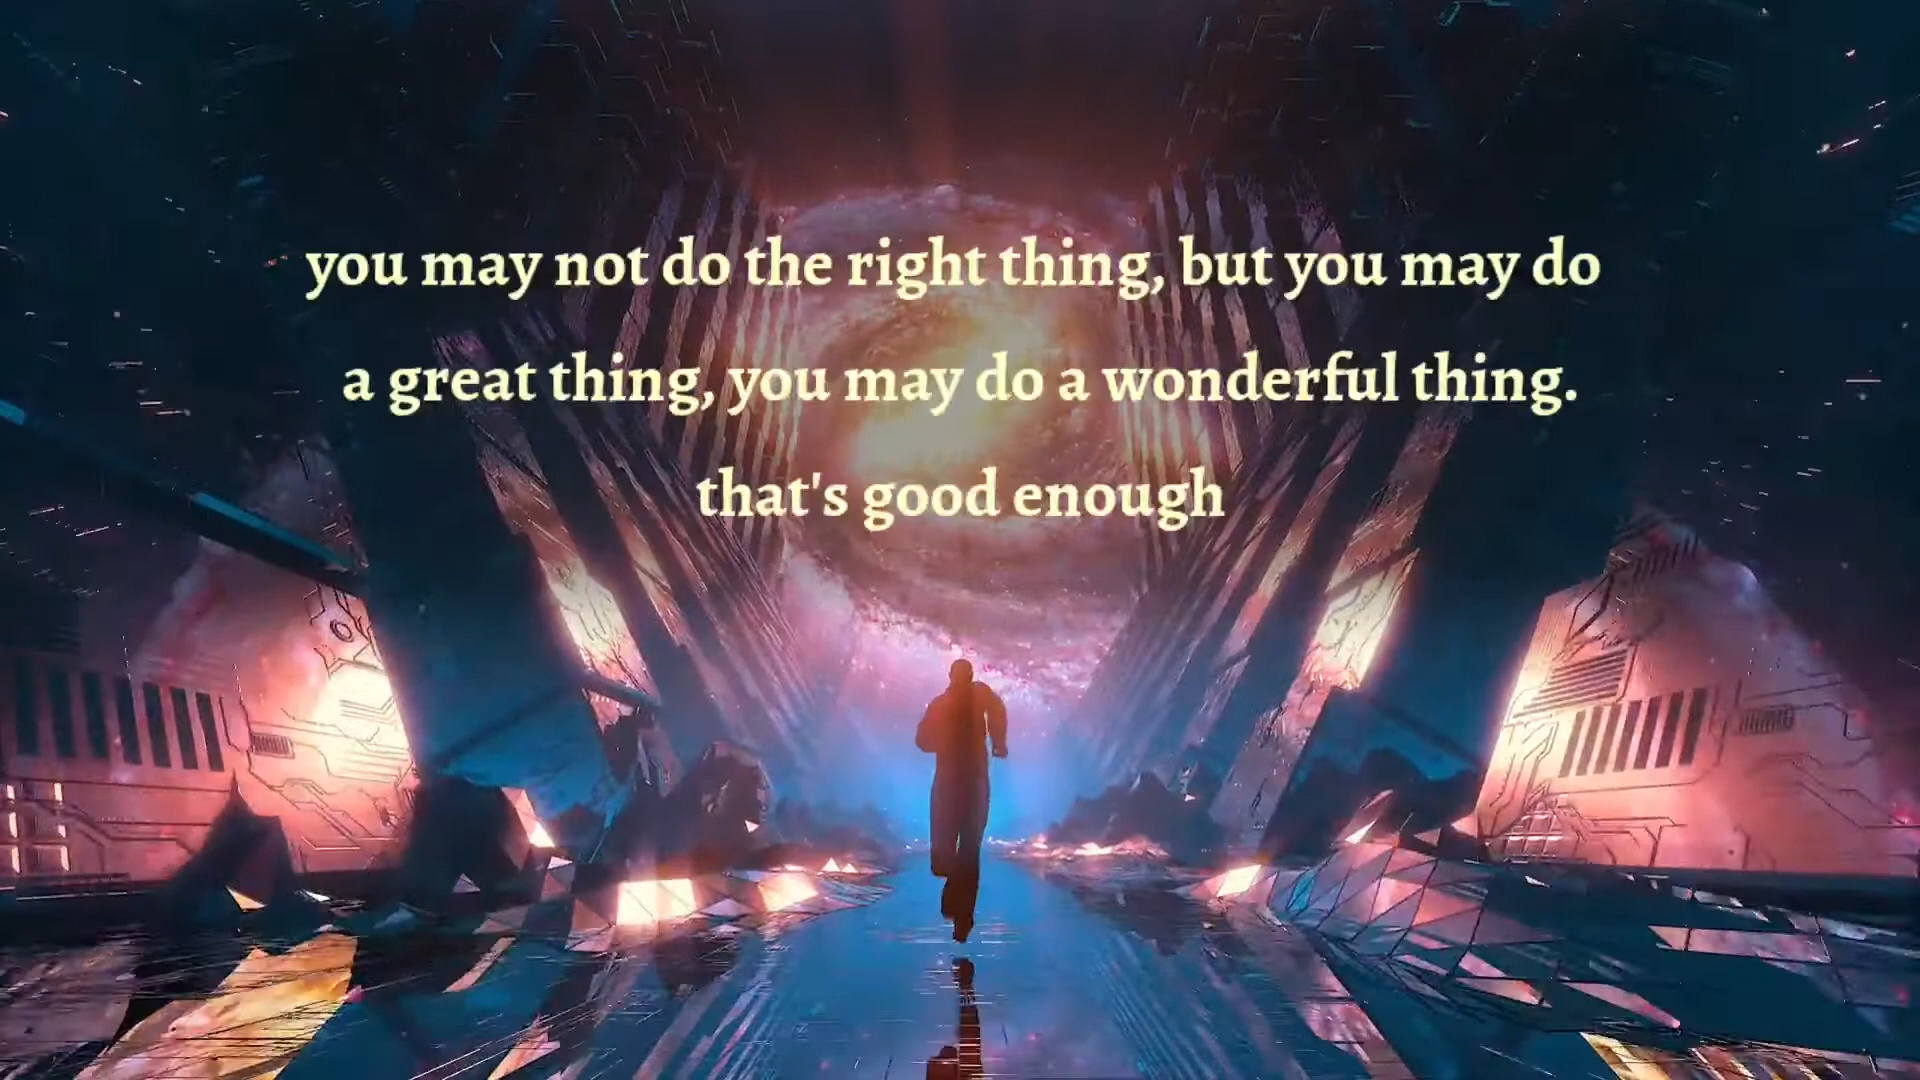 you may not do the right thing, but you may do
a great thing, you may do a wonderful thing.
that's good enough